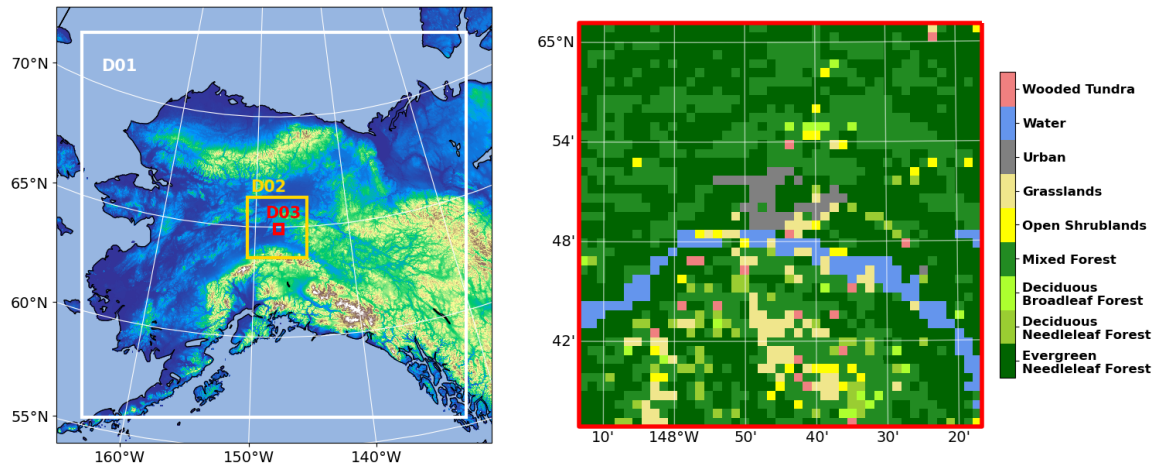 D01
D02
D03
70°N
65°N
60°N
55°N
160°W
150°W
140°W
65°N
54'
48'
42'
10'
148°W
50'
40'
30'
20'
Wooded Tundra
Water
Urban
Grasslands
Open Shrublands
Mixed Forest
Deciduous
Broadleaf Forest
Deciduous
Needleleaf Forest
Evergreen
Needleleaf Forest